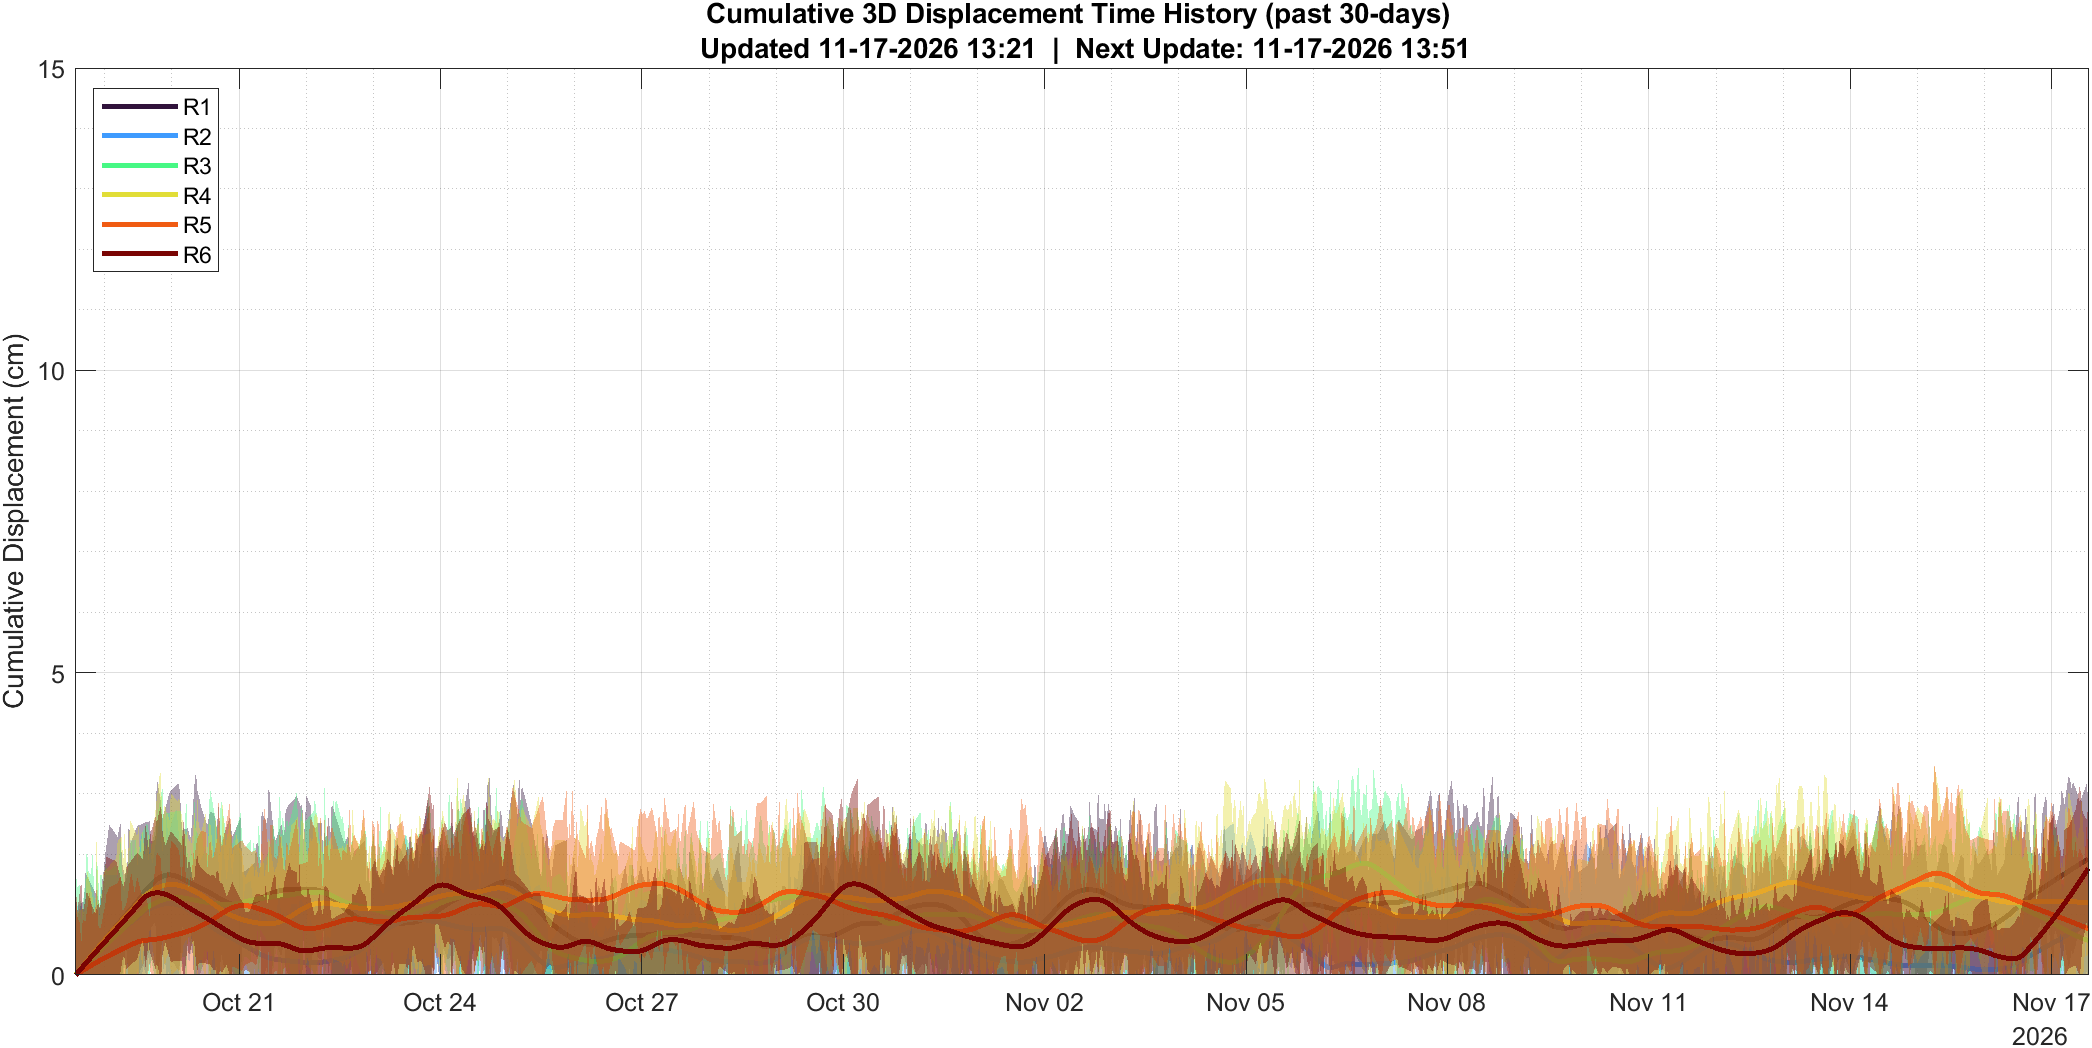 Cumulative 3D Displacement Time History (past 30-days)
Updated 11-17-2026 13:21 | Next Update: 11-17-2026 13:51
15
R1
R2
R3
R4
R5
R6
10
5
0
Cumulative Displacement (cm)
Oct 21 Oct 24 Oct 27 Oct 30 Nov 02 Nov 05 Nov 08 Nov 11 Nov 14 Nov 17
2026